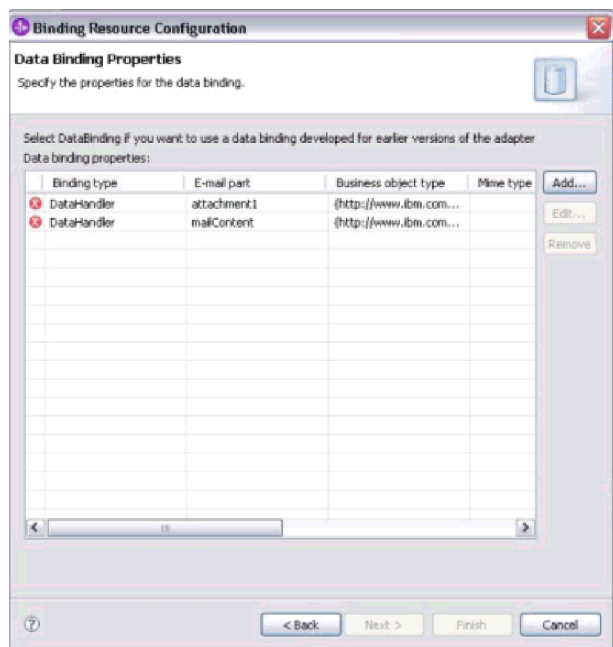 Binding Resource Configuration
Data Binding Properties
Specify the properties for the data binding.
Select DataBinding if you want to use a data binding developed for earlier versions of the adapter
Data binding properties:
Binding type E-mail part Business object type Mime type Add...
DataHandler attachment1 {http://www.ibm.com...
DataHandler mailContent {http://www.ibm.com...
Edit...
Remove
< Back Next > Finish Cancel